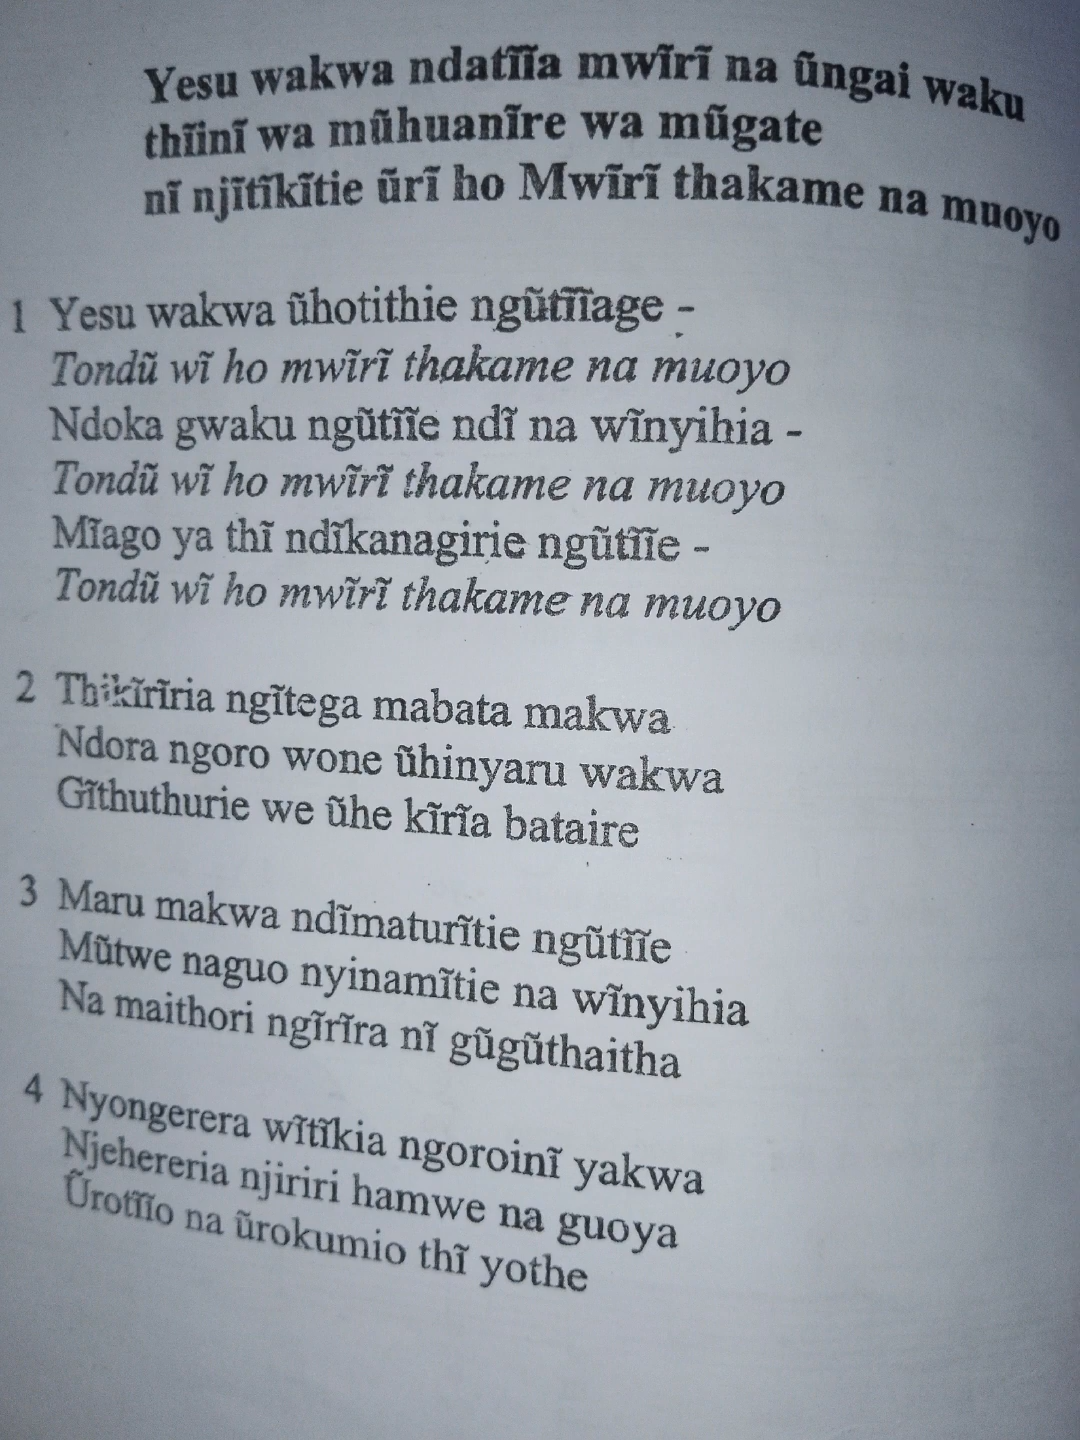 Yesu wakwa ndatĩĩa mwĩrĩ na ũngai waku
thĩinĩ wa mũhuanĩre wa mũgate
nĩ njĩtĩkĩtie ũrĩ ho Mwĩrĩ thakame na muoyo
1 Yesu wakwa ũhotithie ngũtĩĩage -
Tondũ wĩ ho mwĩrĩ thakame na muoyo
Ndoka gwaku ngũtĩĩe ndĩ na wĩnyihia -
Tondũ wĩ ho mwĩrĩ thakame na muoyo
Mĩago ya thĩ ndĩkanagirie ngũtĩĩe -
Tondũ wĩ ho mwĩrĩ thakame na muoyo
2 Thikĩrĩria ngĩtega mabata makwa
Ndora ngoro wone ũhinyaru wakwa
Gĩthuthurie we ũhe kĩrĩa bataire
3 Maru makwa ndĩmaturĩtie ngũtĩĩe
Mũtwe naguo nyinamĩtie na wĩnyihia
Na maithori ngĩrĩra nĩ gũgũthaitha
4 Nyongerera wĩtĩkia ngoroinĩ yakwa
Njehereria njiriri hamwe na guoya
Ũrotĩĩo na ũrokumio thĩ yothe